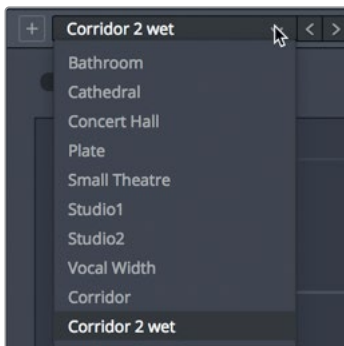 + Corridor 2 wet < >
Bathroom
Cathedral
Concert Hall
Plate
Small Theatre
Studio1
Studio2
Vocal Width
Corridor
Corridor 2 wet